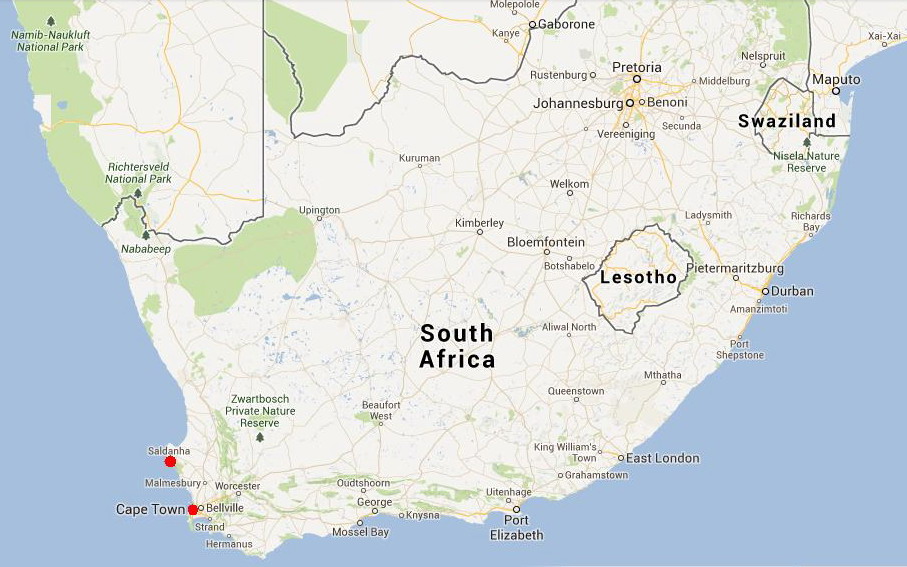 Molepolole
Gaborone
Kanye
Xai-Xai
Namib-Naukluft
National Park
Nelspruit
Pretoria
Rustenburg
Middelburg
Maputo
Johannesburg
Benoni
Secunda
Swaziland
Vereeniging
Kuruman
Nisela Nature
Reserve
Richtersveld
National Park
Welkom
Upington
Kimberley
Ladysmith
Richards
Bay
Nababeep
Bloemfontein
Botshabelo
Lesotho
Pietermaritzburg
Durban
Amanzimtoti
South
Africa
Aliwal North
Port
Shepstone
Mthatha
Queenstown
Zwartbosch
Private Nature
Reserve
Beaufort
West
Saldanha
King William's
Town
East London
Grahamstown
Malmesbury
Worcester
Oudtshoorn
Uitenhage
Cape Town
Bellville
George
Knysna
Strand
Port
Elizabeth
Mossel Bay
Hermanus